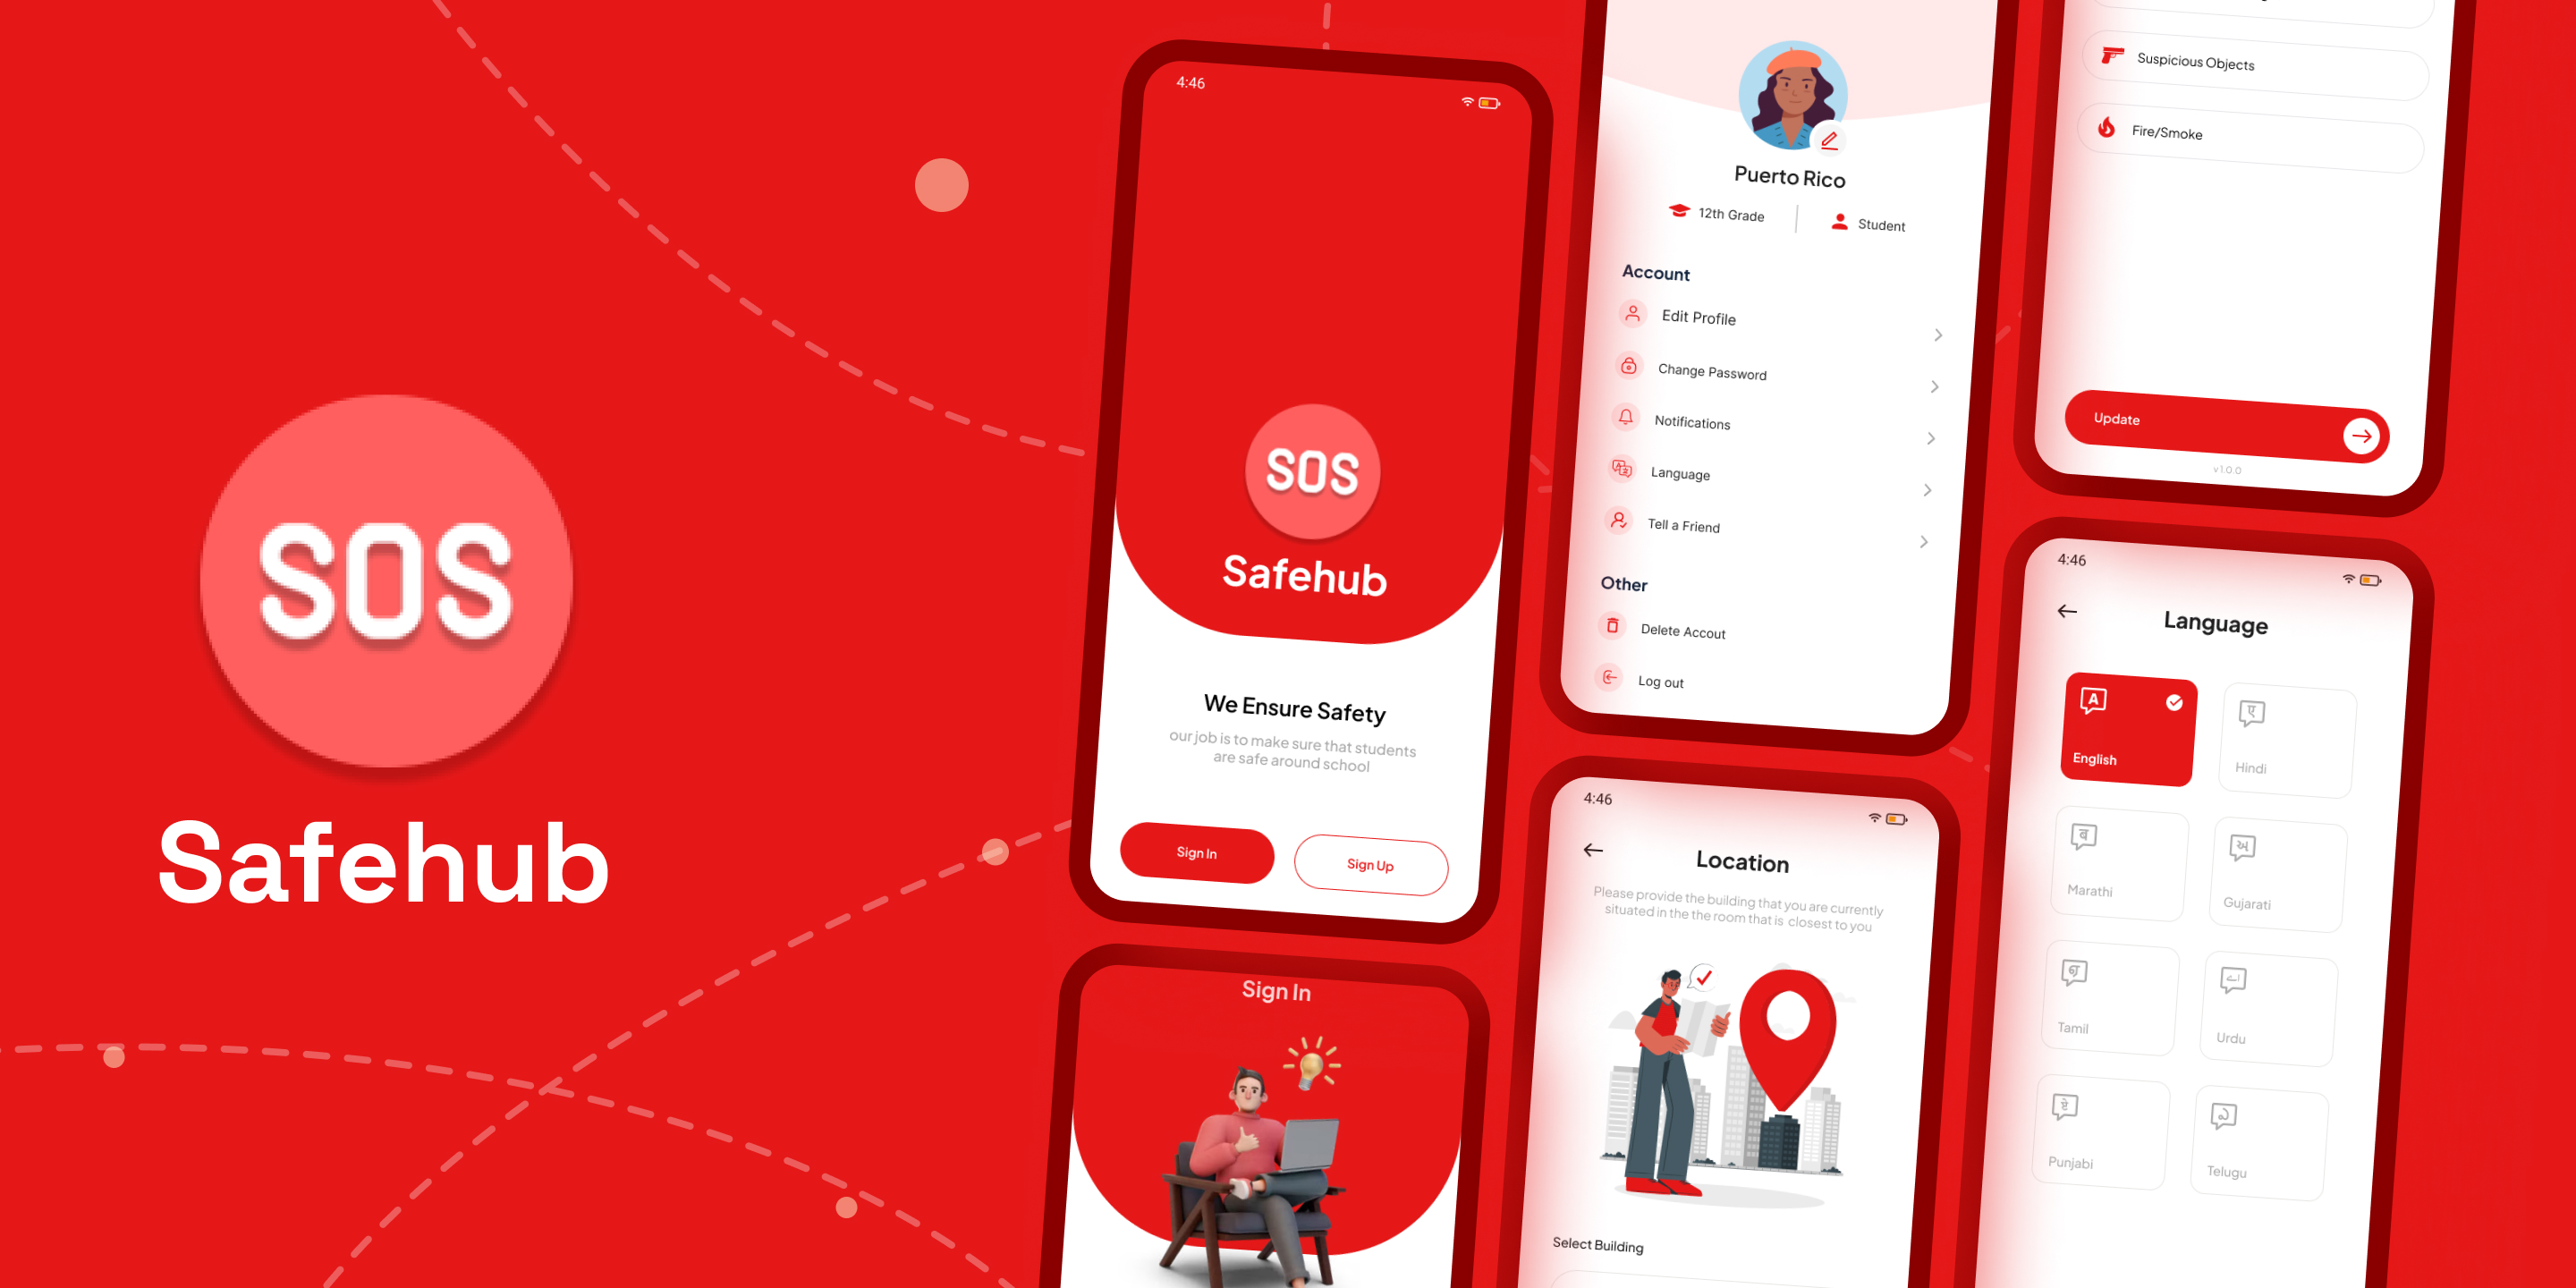 SOS
Safehub
4:46
SOS
Safehub
We Ensure Safety
our job is to make sure that students
are safe around school
Sign In
Sign Up
Sign In
Puerto Rico
12th Grade
Student
Account
Edit Profile
Change Password
Notifications
Language
Tell a Friend
Other
Delete Accout
Log out
4:46
Location
Please provide the building that you are currently
situated in the the room that is closest to you
Select Building
Suspicious Objects
Fire/Smoke
Update
v1.0.0
4:46
Language
A
English
ए
Hindi
व
Marathi
અ
Gujarati
Tamil
Urdu
Punjabi
Telugu